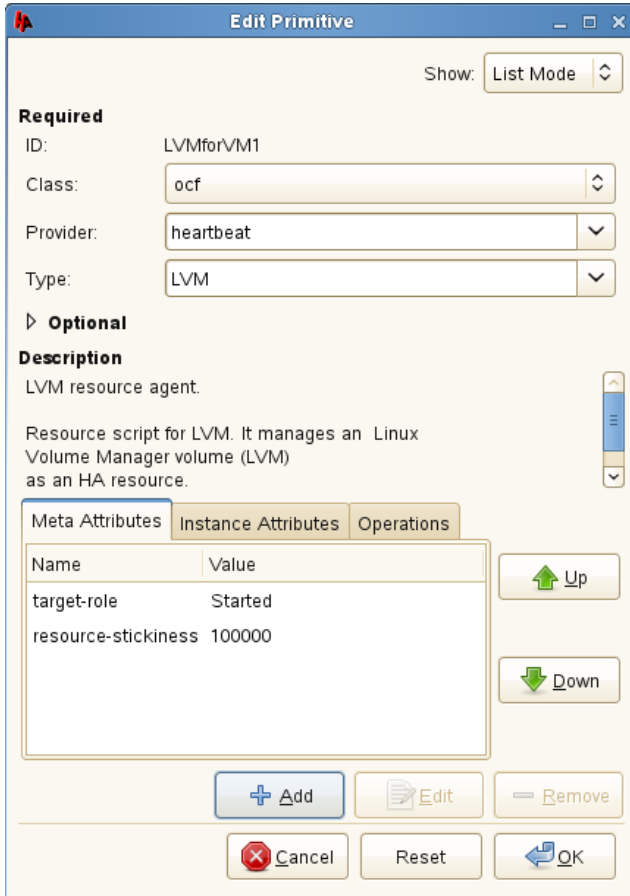 Edit Primitive
Show: List Mode
Required
ID: LVMforVM1
Class: ocf
Provider: heartbeat
Type: LVM
Optional
Description
LVM resource agent.
Resource script for LVM. It manages an  Linux
Volume Manager volume (LVM)
as an HA resource.
Meta Attributes Instance Attributes Operations
Name Value
target-role Started
resource-stickiness 100000
Up
Down
Add Edit Remove
Cancel Reset OK